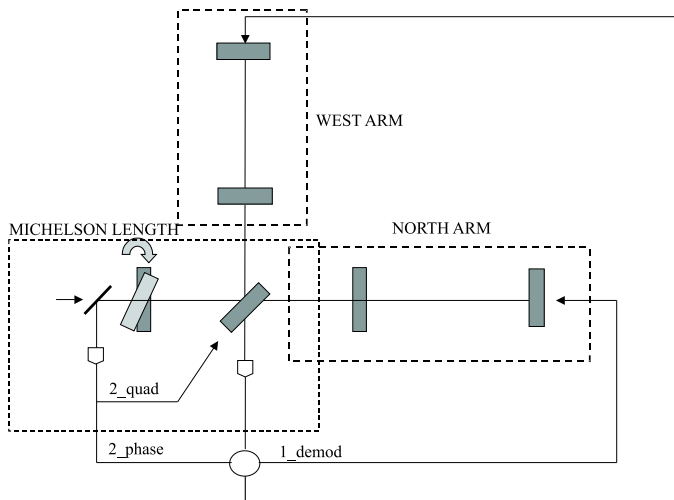 WEST ARM
MICHELSON LENGTH
NORTH ARM
2_quad
2_phase
1_demod